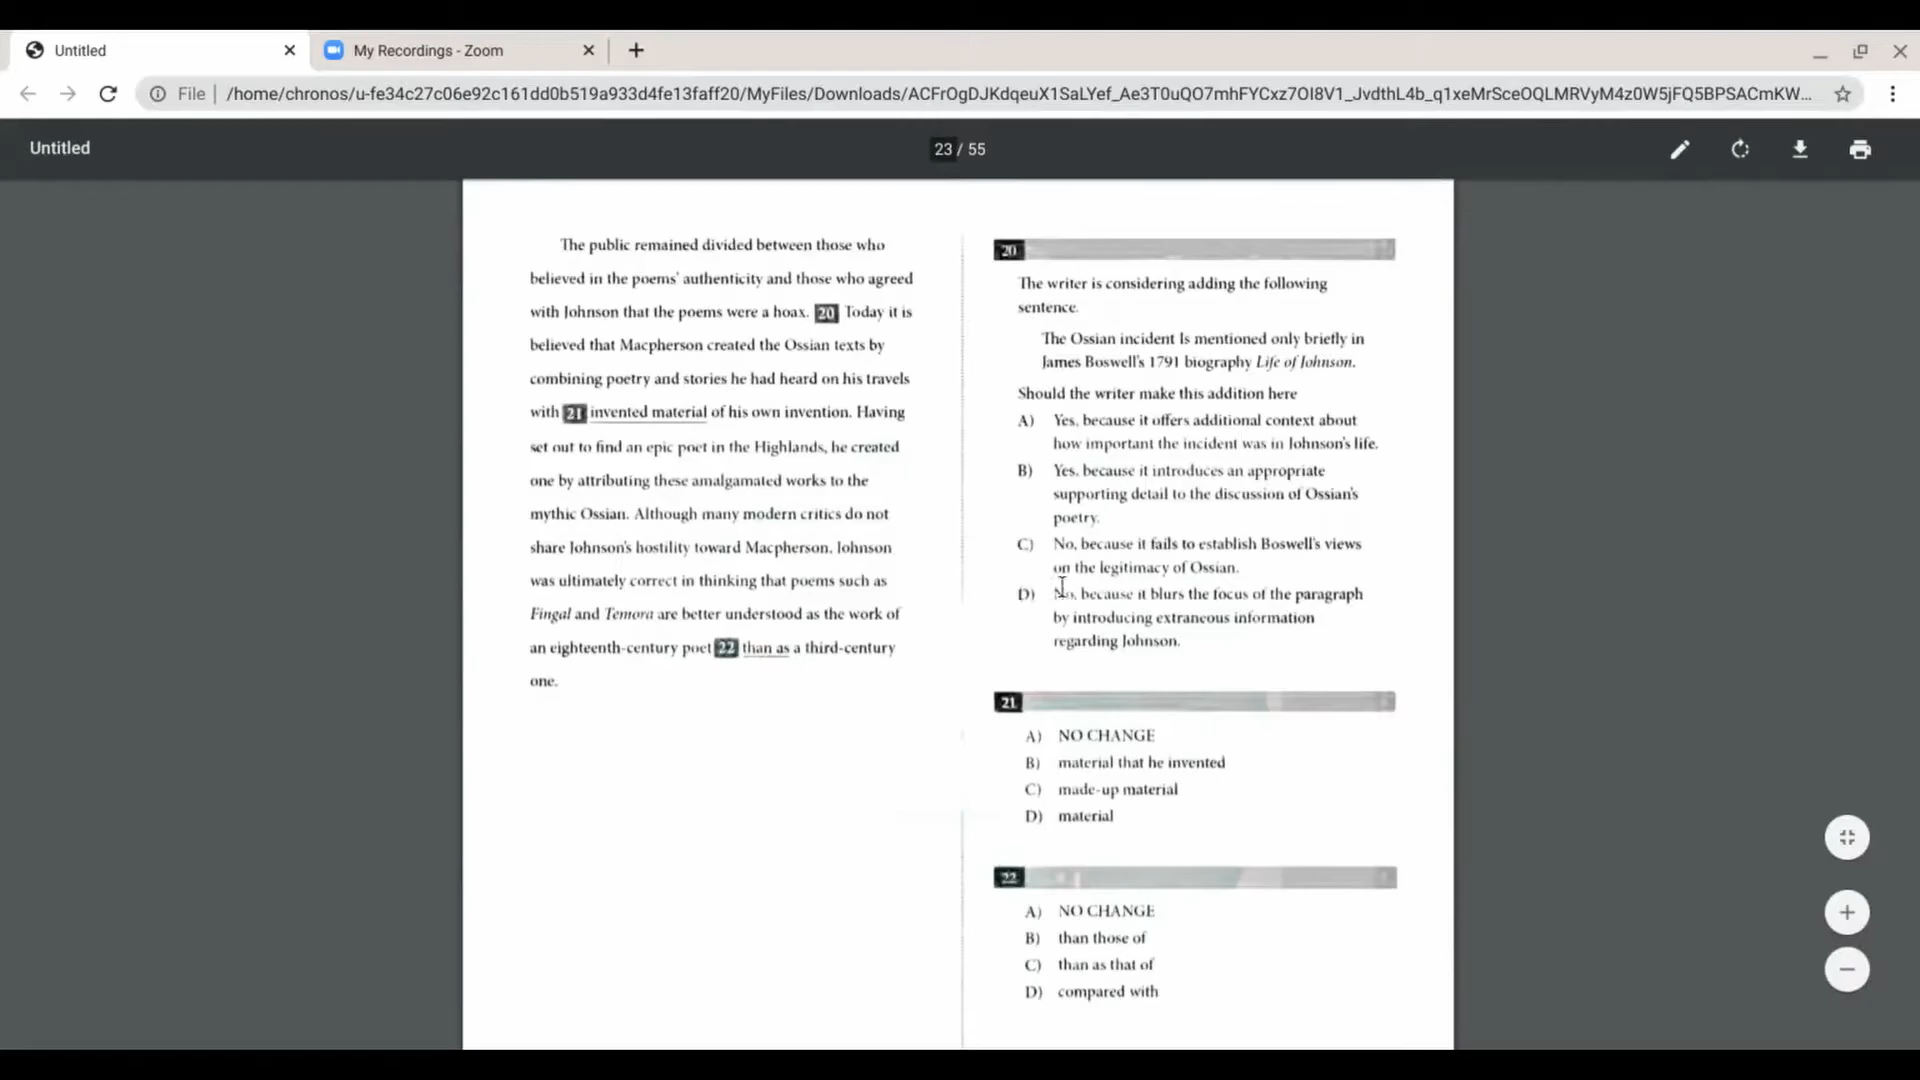 Untitled
My Recordings - Zoom
File
/home/chronos/u-fe34c27c06e92c161dd0b519a933d4fe13faff20/MyFiles/Downloads/ACFrOgDJKdqeuX1SaLYef_Ae3T0uQO7mhFYCxz7OI8V1_JvdthL4b_q1xeMrSceOQLMRVyM4z0W5jFQ5BPSACmKW...
Untitled
23 / 55
The public remained divided between those who
believed in the poems' authenticity and those who agreed
with Johnson that the poems were a hoax. 20 Today it is
believed that Macpherson created the Ossian texts by
combining poetry and stories he had heard on his travels
with 21 invented material of his own invention. Having
set out to find an epic poet in the Highlands, he created
one by attributing these amalgamated works to the
mythic Ossian. Although many modern critics do not
share Johnson's hostility toward Macpherson, Johnson
was ultimately correct in thinking that poems such as
Fingal and Temora are better understood as the work of
an eighteenth-century poet 22 than as a third-century
one.
20
The writer is considering adding the following
sentence.
The Ossian incident Is mentioned only briefly in
James Boswell's 1791 biography Life of Johnson.
Should the writer make this addition here
A) Yes, because it offers additional context about
how important the incident was in Johnson's life.
B) Yes, because it introduces an appropriate
supporting detail to the discussion of Ossian's
poetry.
C) No, because it fails to establish Boswell's views
on the legitimacy of Ossian.
D) No, because it blurs the focus of the paragraph
by introducing extraneous information
regarding Johnson.
21
A) NO CHANGE
B) material that he invented
C) made-up material
D) material
22
A) NO CHANGE
B) than those of
C) than as that of
D) compared with